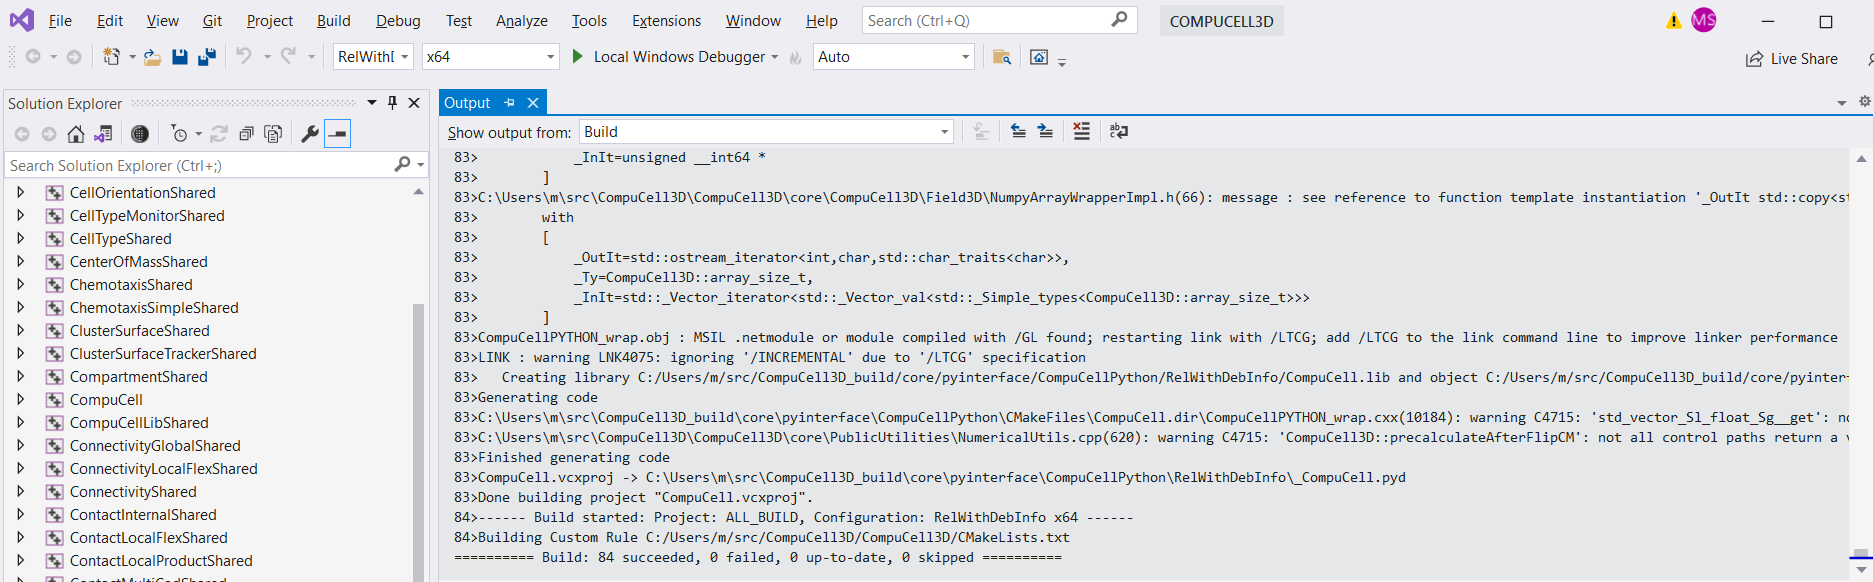 File Edit View Git Project Build Debug Test Analyze Tools Extensions Window Help Search (Ctrl+Q) COMPUCELL3D MS
RelWithD x64 Local Windows Debugger Auto Live Share
Solution Explorer
Search Solution Explorer (Ctrl+;)
CellOrientationShared
CellTypeMonitorShared
CellTypeShared
CenterOfMassShared
ChemotaxisShared
ChemotaxisSimpleShared
ClusterSurfaceShared
ClusterSurfaceTrackerShared
CompartmentShared
CompuCell
CompuCellLibShared
ConnectivityGlobalShared
ConnectivityLocalFlexShared
ConnectivityShared
ContactInternalShared
ContactLocalFlexShared
ContactLocalProductShared
Output
Show output from: Build
83> _InIt=unsigned __int64 *
83> ]
83>C:\Users\m\src\CompuCell3D\CompuCell3D\core\CompuCell3D\Field3D\NumpyArrayWrapperImpl.h(66): message : see reference to function template instantiation '_OutIt std::copy<st
83> with
83> [
83> _OutIt=std::ostream_iterator<int,char,std::char_traits<char>>,
83> _Ty=CompuCell3D::array_size_t,
83> _InIt=std::_Vector_iterator<std::_Vector_val<std::_Simple_types<CompuCell3D::array_size_t>>>
83> ]
83>CompuCellPYTHON_wrap.obj : MSIL .netmodule or module compiled with /GL found; restarting link with /LTCG; add /LTCG to the link command line to improve linker performance
83>LINK : warning LNK4075: ignoring '/INCREMENTAL' due to '/LTCG' specification
83> Creating library C:/Users/m/src/CompuCell3D_build/core/pyinterface/CompuCellPython/RelWithDebInfo/CompuCell.lib and object C:/Users/m/src/CompuCell3D_build/core/pyinter
83>Generating code
83>C:\Users\m\src\CompuCell3D_build\core\pyinterface\CompuCellPython\CMakeFiles\CompuCell.dir\CompuCellPYTHON_wrap.cxx(10184): warning C4715: 'std_vector_Sl_float_Sg__get': no
83>C:\Users\m\src\CompuCell3D\CompuCell3D\core\PublicUtilities\NumericalUtils.cpp(620): warning C4715: 'CompuCell3D::precalculateAfterFlipCM': not all control paths return a v
83>Finished generating code
83>CompuCell.vcxproj -> C:\Users\m\src\CompuCell3D_build\core\pyinterface\CompuCellPython\RelWithDebInfo\_CompuCell.pyd
83>Done building project "CompuCell.vcxproj".
84>------ Build started: Project: ALL_BUILD, Configuration: RelWithDebInfo x64 ------
84>Building Custom Rule C:/Users/m/src/CompuCell3D/CompuCell3D/CMakeLists.txt
========== Build: 84 succeeded, 0 failed, 0 up-to-date, 0 skipped ==========